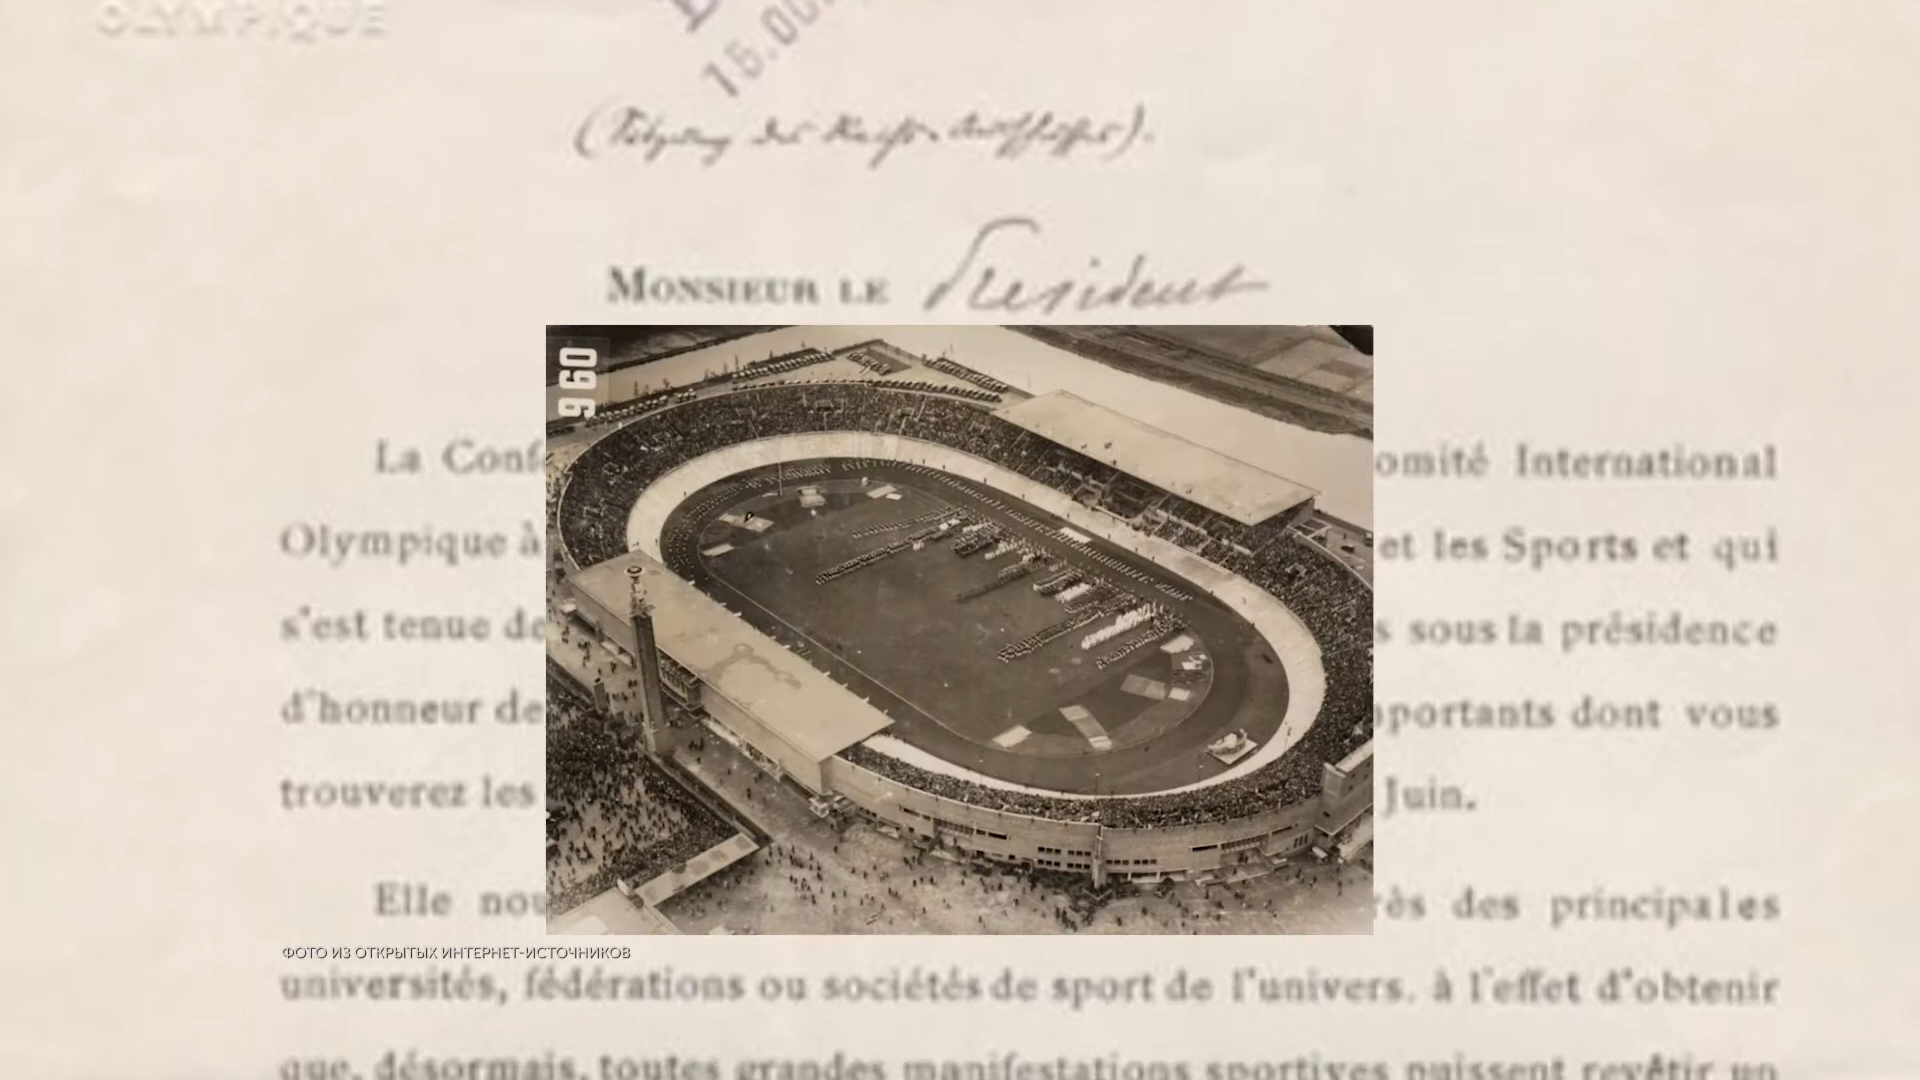 OLYMPIQUE
15.OCT.
MONSIEUR LE President
La Conf omité International
Olympique à et les Sports et qui
s'est tenue de s sous la présidence
d'honneur de portants dont vous
trouverez les Juin.
Elle nou rès des principales
universités, fédérations ou sociétés de sport de l'univers. à l'effet d'obtenir
que, désormais, toutes grandes manifestations sportives puissent revêtir un
960
ФОТО ИЗ ОТКРЫТЫХ ИНТЕРНЕТ-ИСТОЧНИКОВ